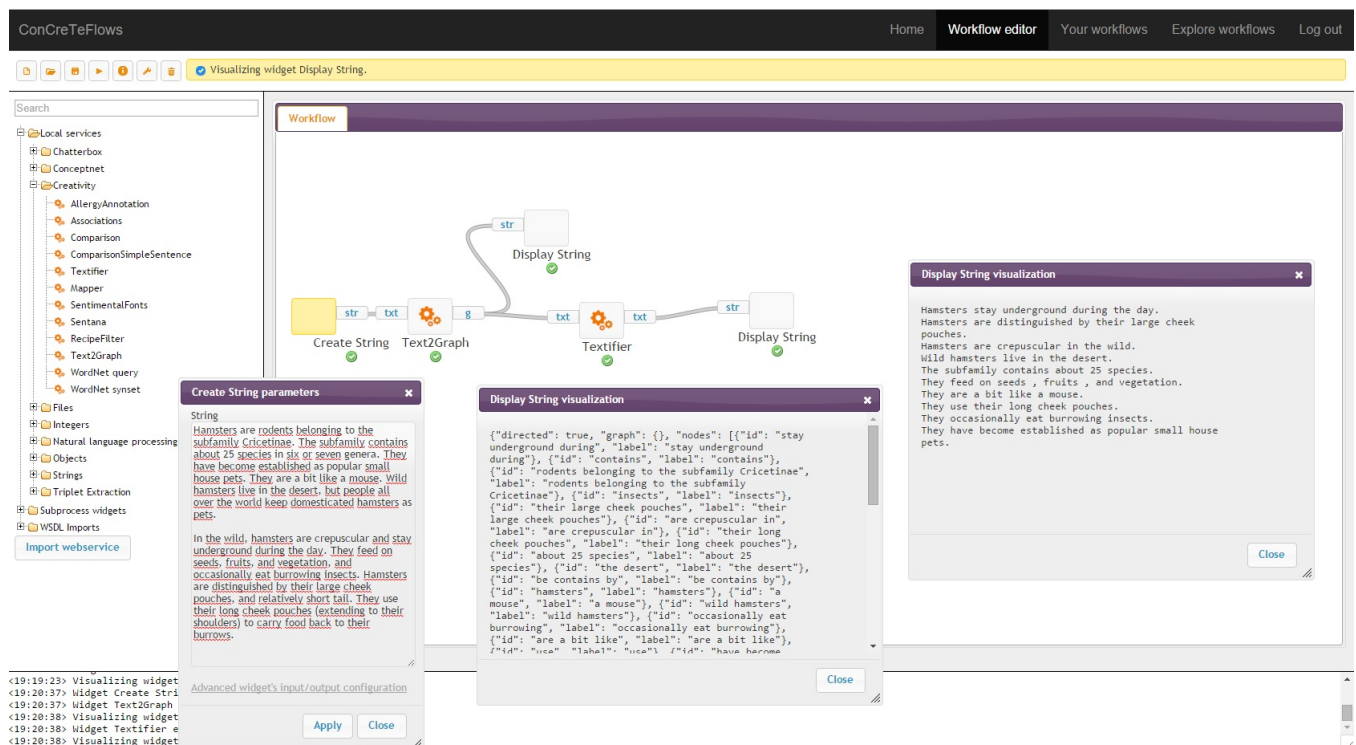 ConCreTeFlows
Home Workflow editor Your workflows Explore workflows Log out
Visualizing widget Display String.
Search
Local services
Chatterbox
Conceptnet
Creativity
AllergyAnnotation
Associations
Comparison
ComparisonSimpleSentence
Textifier
Mapper
SentimentalFonts
Sentana
RecipeFilter
Text2Graph
WordNet query
WordNet synset
Files
Integers
Natural language processing
Objects
Strings
Triplet Extraction
Subprocess widgets
WSDL Imports
Import webservice
Workflow
str
Display String
str txt g
Create String Text2Graph
txt txt
Textifier
str
Display String
Create String parameters
String
Hamsters are rodents belonging to the
subfamily Cricetinae. The subfamily contains
about 25 species in six or seven genera. They
have become established as popular small
house pets. They are a bit like a mouse. Wild
hamsters live in the desert, but people all
over the world keep domesticated hamsters as
pets.
In the wild, hamsters are crepuscular and stay
underground during the day. They feed on
seeds, fruits, and vegetation, and
occasionally eat burrowing insects. Hamsters
are distinguished by their large cheek
pouches, and relatively short tail. They use
their long cheek pouches (extending to their
shoulders) to carry food back to their
burrows.
Advanced widget's input/output configuration
Apply Close
Display String visualization
{"directed": true, "graph": {}, "nodes": [{"id": "stay
underground during", "label": "stay underground
during"}, {"id": "contains", "label": "contains"},
{"id": "rodents belonging to the subfamily Cricetinae",
"label": "rodents belonging to the subfamily
Cricetinae"}, {"id": "insects", "label": "insects"},
{"id": "their large cheek pouches", "label": "their
large cheek pouches"}, {"id": "are crepuscular in",
"label": "are crepuscular in"}, {"id": "their long
cheek pouches", "label": "their long cheek pouches"},
{"id": "about 25 species", "label": "about 25
species"}, {"id": "the desert", "label": "the desert"},
{"id": "be contains by", "label": "be contains by"},
{"id": "hamsters", "label": "hamsters"}, {"id": "a
mouse", "label": "a mouse"}, {"id": "wild hamsters",
"label": "wild hamsters"}, {"id": "occasionally eat
burrowing", "label": "occasionally eat burrowing"},
{"id": "are a bit like", "label": "are a bit like"},
{"id": "use", "label": "use"}, {"id": "have become
Close
Display String visualization
Hamsters stay underground during the day.
Hamsters are distinguished by their large cheek
pouches.
Hamsters are crepuscular in the wild.
Wild hamsters live in the desert.
The subfamily contains about 25 species.
They feed on seeds , fruits , and vegetation.
They are a bit like a mouse.
They use their long cheek pouches.
They occasionally eat burrowing insects.
They have become established as popular small house
pets.
Close
<19:19:23> Visualizing widget
<19:20:37> Widget Create Stri
<19:20:37> Widget Text2Graph
<19:20:38> Visualizing widget
<19:20:38> Widget Textifier e
<19:20:38> Visualizing widget